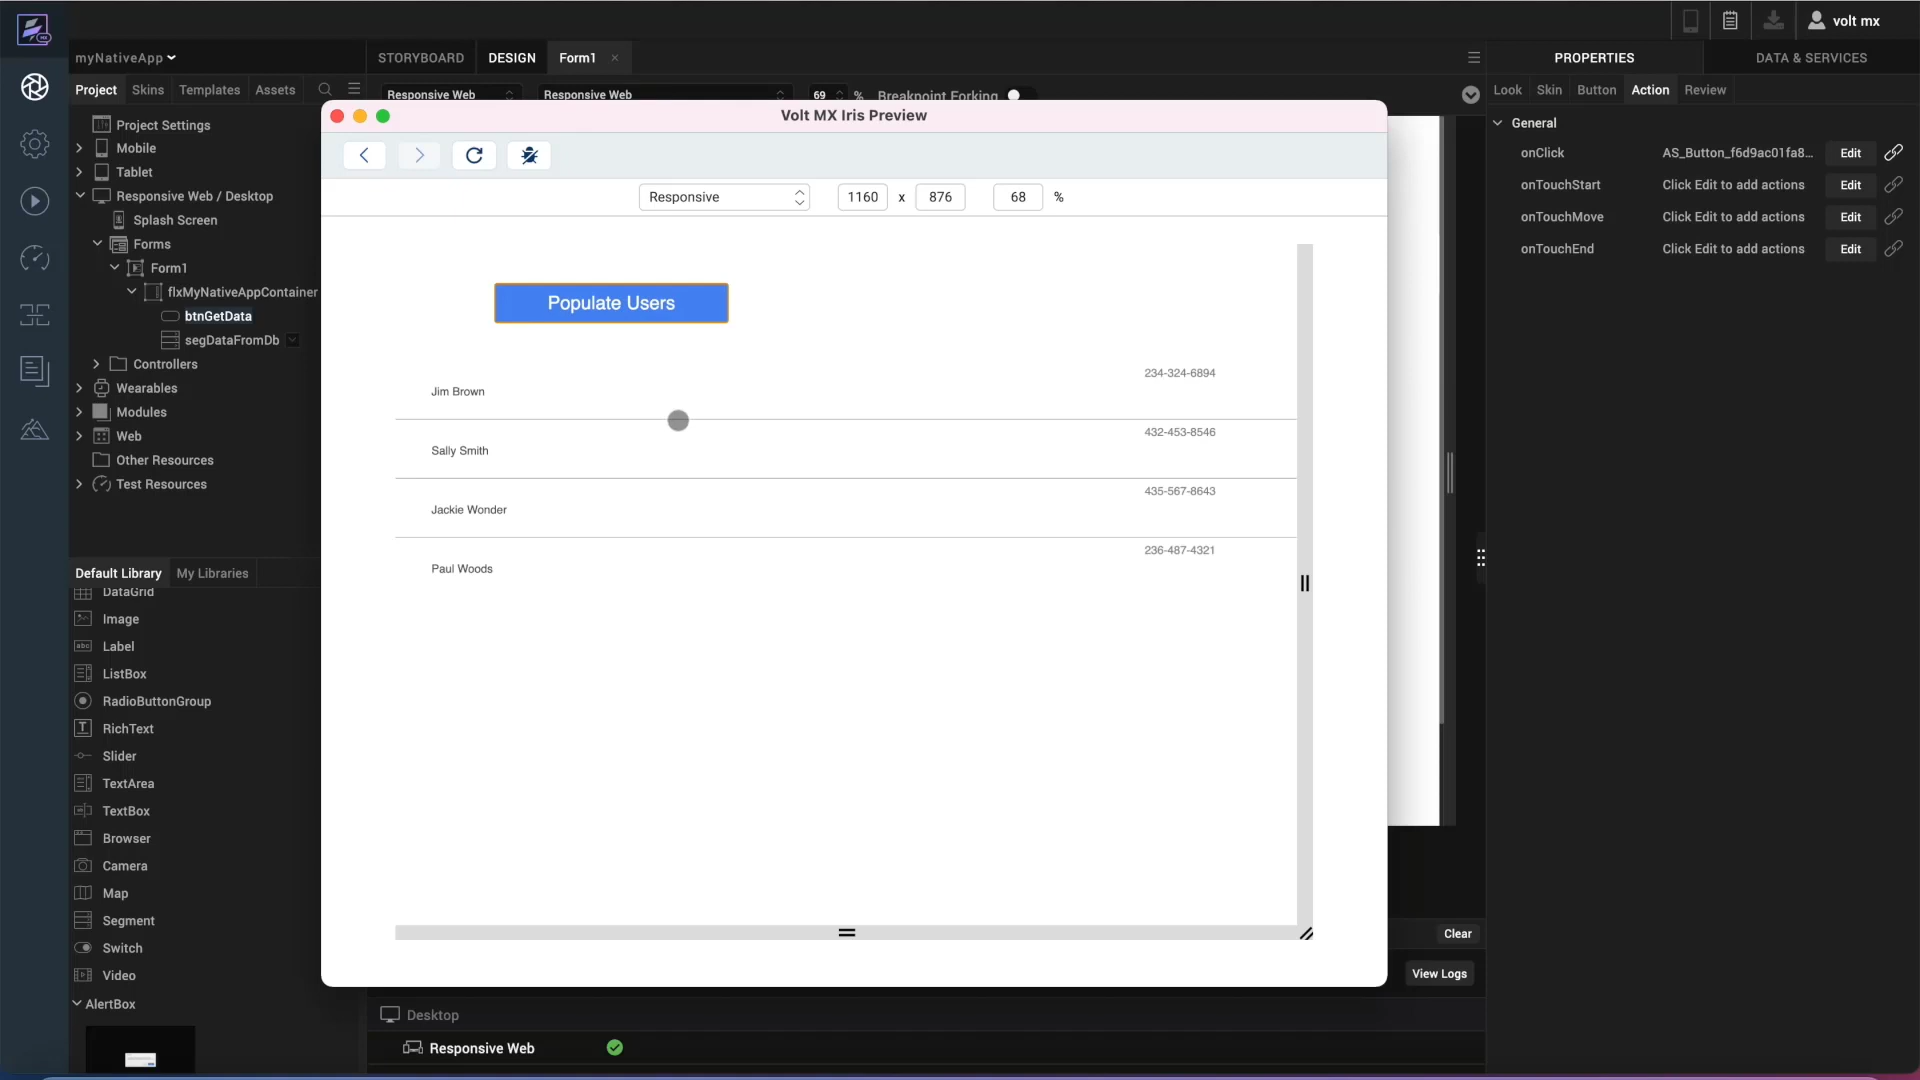 volt mx
myNativeApp
STORYBOARD
DESIGN
Form1
PROPERTIES
DATA & SERVICES
Project
Skins
Templates
Assets
Responsive Web
Responsive Web
69
%
Breakpoint Forking
Look
Skin
Button
Action
Review
Volt MX Iris Preview
General
Project Settings
Mobile
Tablet
Responsive Web / Desktop
Splash Screen
Forms
Form1
flxMyNativeAppContainer
btnGetData
segDataFromDb
Controllers
Wearables
Modules
Web
Other Resources
Test Resources
Responsive
1160 x 876
68 %
onClick AS_Button_f6d9ac01fa8... Edit
onTouchStart Click Edit to add actions Edit
onTouchMove Click Edit to add actions Edit
onTouchEnd Click Edit to add actions Edit
Populate Users
234-324-6894
Jim Brown
432-453-8546
Sally Smith
435-567-8643
Jackie Wonder
236-487-4321
Paul Woods
Default Library
My Libraries
DataGrid
Image
abc
Label
ListBox
RadioButtonGroup
RichText
Slider
TextArea
TextBox
Browser
Camera
Map
Segment
Switch
Video
AlertBox
Clear
View Logs
Desktop
Responsive Web